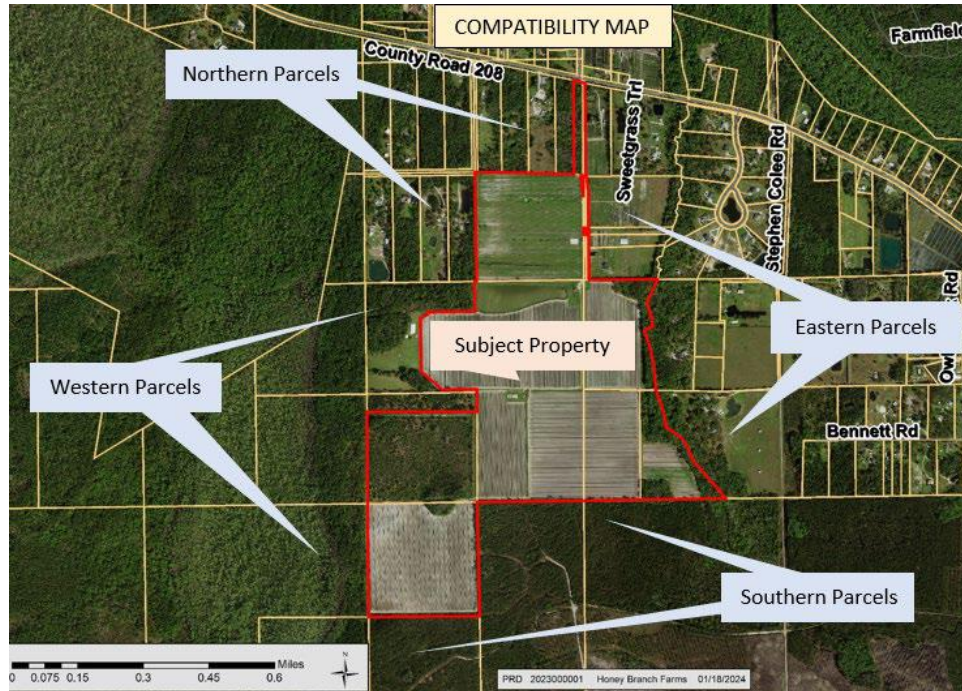 COMPATIBILITY MAP
Farmfield
County Road 208
Northern Parcels
Sweetgrass Trl
Stephen Colee Rd
Subject Property
Eastern Parcels
Western Parcels
Bennett Rd
Southern Parcels
Miles
0 0.075 0.15 0.3 0.45 0.6
N
PRD 2023000001 Honey Branch Farms 01/18/2024